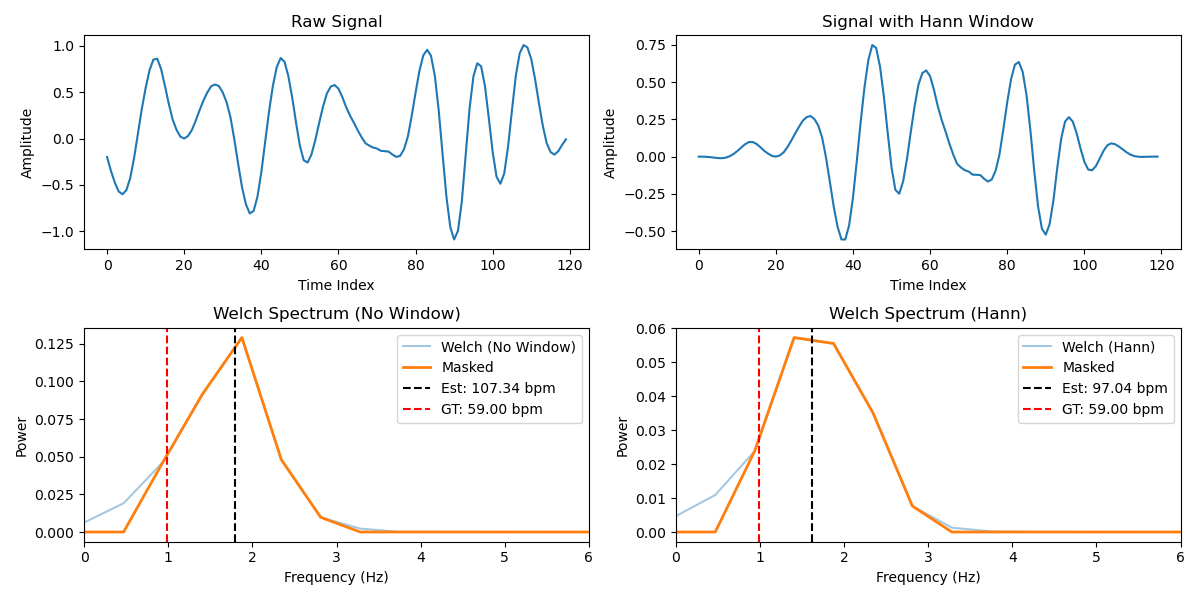 Raw Signal
1.0
0.5
0.0
−0.5
−1.0
Amplitude
0 20 40 60 80 100 120
Time Index
Signal with Hann Window
0.75
0.50
0.25
0.00
−0.25
−0.50
Amplitude
0 20 40 60 80 100 120
Time Index
Welch Spectrum (No Window)
0.125
0.100
0.075
0.050
0.025
0.000
Power
Welch (No Window)
Masked
Est: 107.34 bpm
GT: 59.00 bpm
0 1 2 3 4 5 6
Frequency (Hz)
Welch Spectrum (Hann)
0.06
0.05
0.04
0.03
0.02
0.01
0.00
Power
Welch (Hann)
Masked
Est: 97.04 bpm
GT: 59.00 bpm
0 1 2 3 4 5 6
Frequency (Hz)